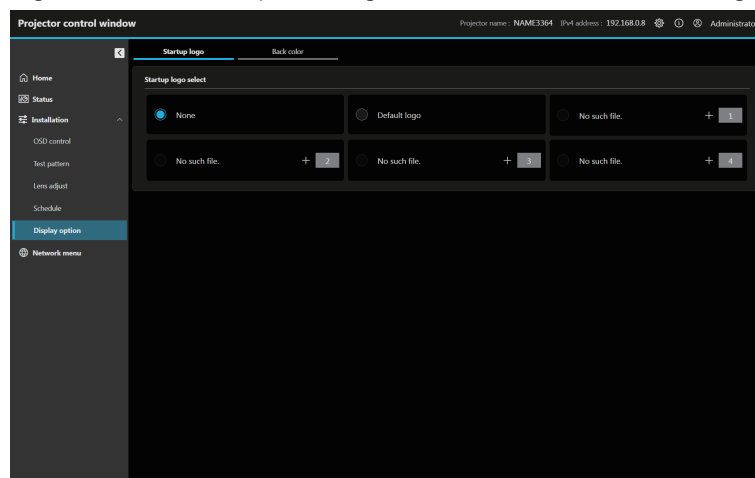 Projector control window
Projector name : NAME3364 IPv4 address : 192.168.0.8 Administrato
Startup logo Back color
Home
Status
Installation
OSD control
Test pattern
Lens adjust
Schedule
Display option
Network menu
Startup logo select
None
Default logo
No such file. + 1
No such file. + 2
No such file. + 3
No such file. + 4